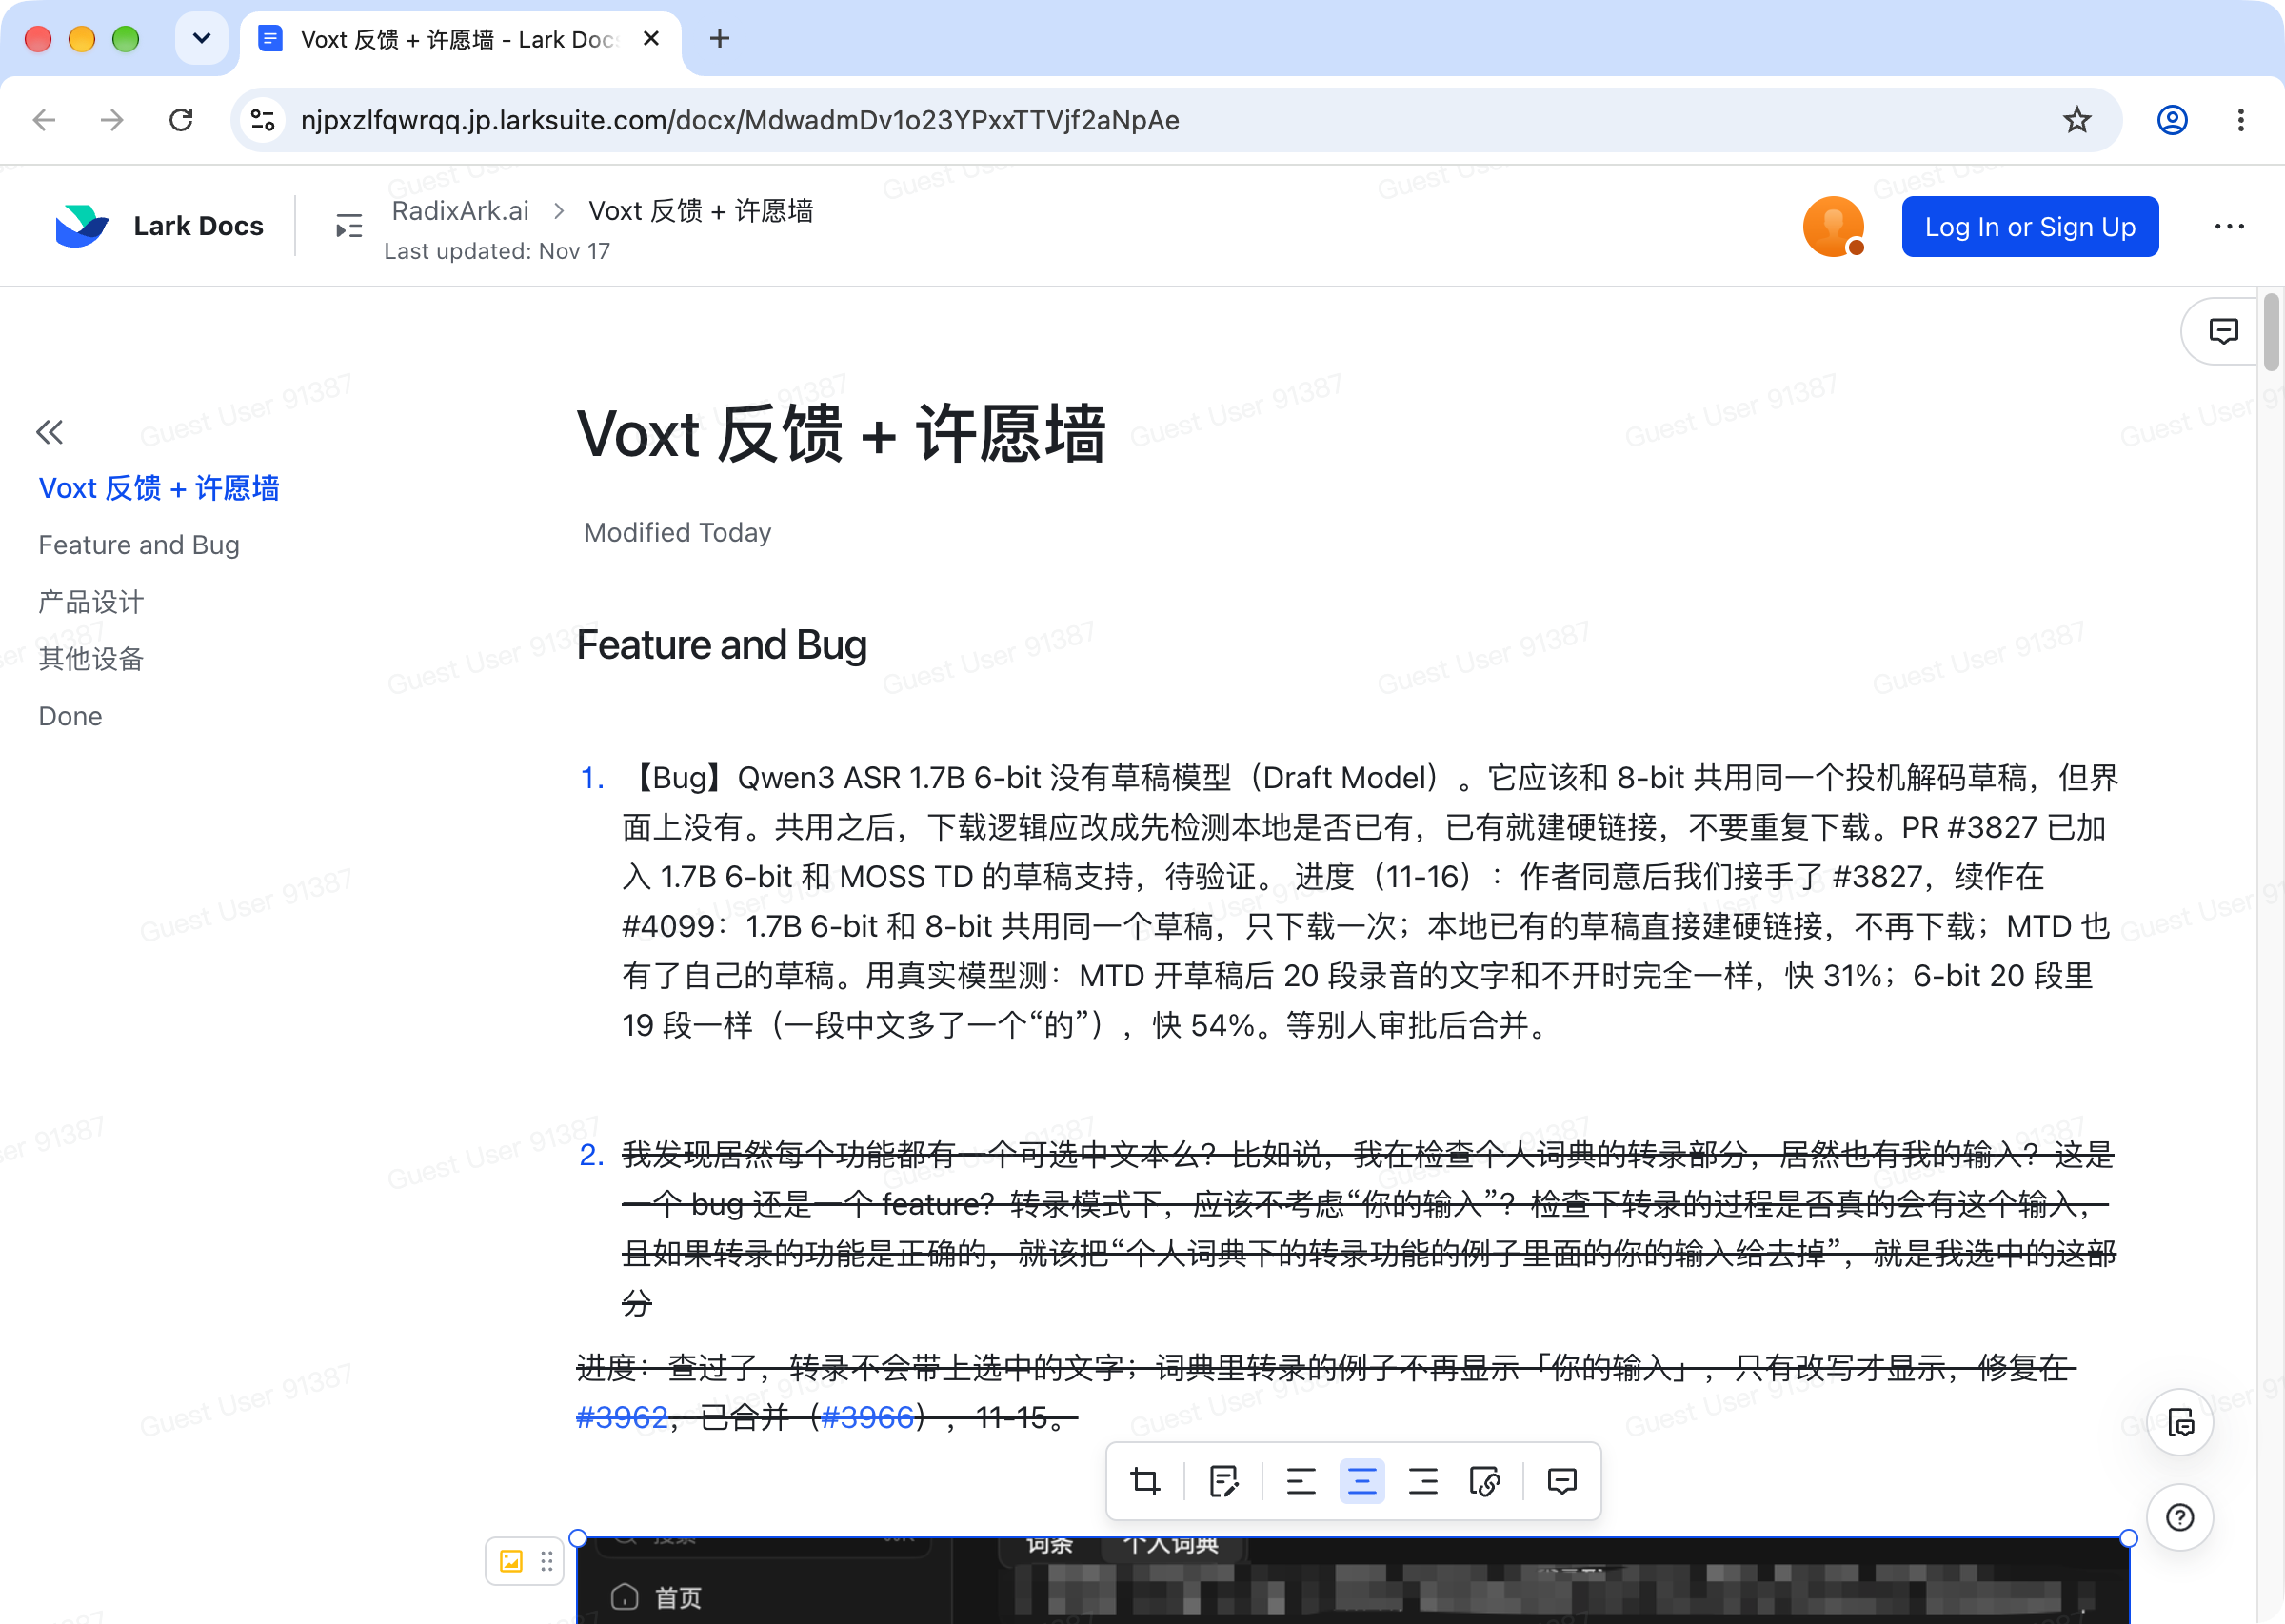 Voxt 反馈 + 许愿墙 - Lark Docs
njpxzlfqwrqq.jp.larksuite.com/docx/MdwadmDv1o23YPxxTTVjf2aNpAe
Lark Docs
RadixArk.ai > Voxt 反馈 + 许愿墙
Last updated: Nov 17
Log In or Sign Up
Voxt 反馈 + 许愿墙
Feature and Bug
产品设计
其他设备
Done
Voxt 反馈 + 许愿墙
Modified Today
Feature and Bug
1. 【Bug】Qwen3 ASR 1.7B 6-bit 没有草稿模型（Draft Model）。它应该和 8-bit 共用同一个投机解码草稿，但界
面上没有。共用之后，下载逻辑应改成先检测本地是否已有，已有就建硬链接，不要重复下载。PR #3827 已加
入 1.7B 6-bit 和 MOSS TD 的草稿支持，待验证。 进度（11-16）：作者同意后我们接手了 #3827，续作在
#4099：1.7B 6-bit 和 8-bit 共用同一个草稿，只下载一次；本地已有的草稿直接建硬链接，不再下载；MTD 也
有了自己的草稿。用真实模型测：MTD 开草稿后 20 段录音的文字和不开时完全一样，快 31%；6-bit 20 段里
19 段一样（一段中文多了一个“的”），快 54%。等别人审批后合并。
2. 我发现居然每个功能都有一个可选中文本么？比如说，我在检查个人词典的转录部分，居然也有我的输入？这是
一个 bug 还是一个 feature？转录模式下，应该不考虑“你的输入”？检查下转录的过程是否真的会有这个输入，
且如果转录的功能是正确的，就该把“个人词典下的转录功能的例子里面的你的输入给去掉”，就是我选中的这部
分
进度：查过了，转录不会带上选中的文字；词典里转录的例子不再显示「你的输入」，只有改写才显示，修复在
#3962，已合并（#3966），11-15。
搜索
词条 个人词典
首页
Guest User 91387